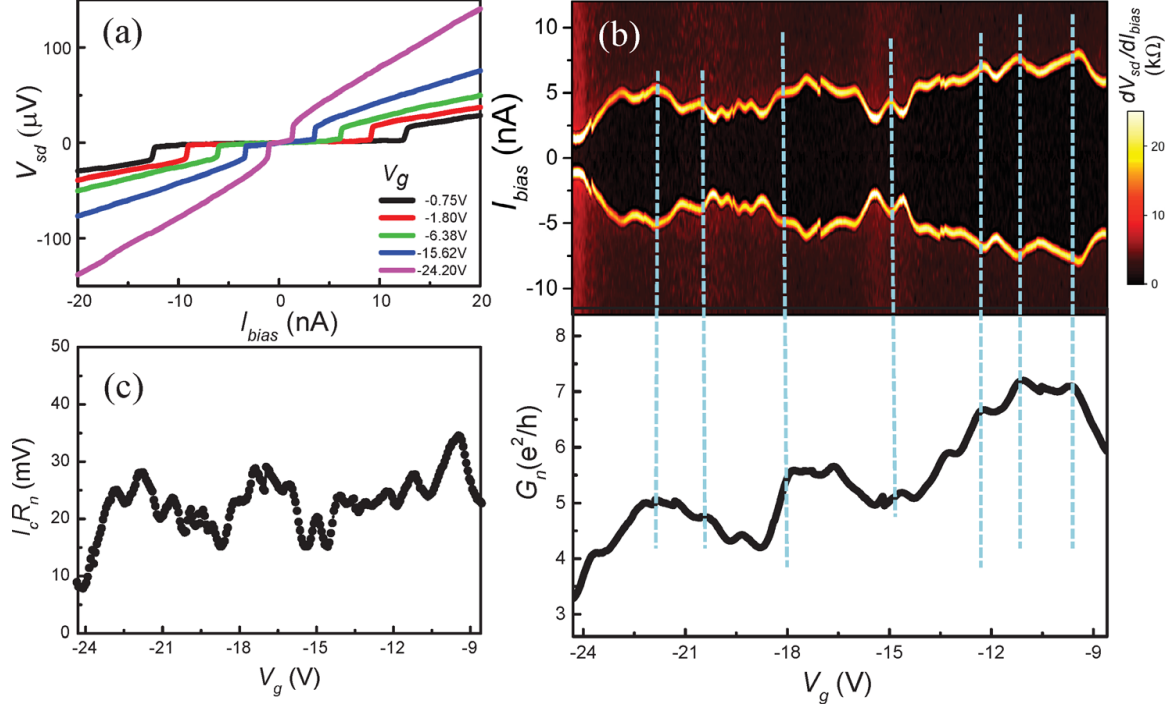 (a)
100
0
-100
V_sd (μV)
-20
-10
0
10
20
I_bias (nA)
V_g
-0.75V
-1.80V
-6.38V
-15.62V
-24.20V
(b)
10
5
0
-5
-10
I_bias (nA)
dV_sd/dI_bias
(kΩ)
20
10
0
(c)
50
40
30
20
10
0
I_cR_n (mV)
-24
-21
-18
-15
-12
-9
V_g (V)
8
7
6
5
4
3
G_n(e²/h)
-24
-21
-18
-15
-12
-9
V_g (V)